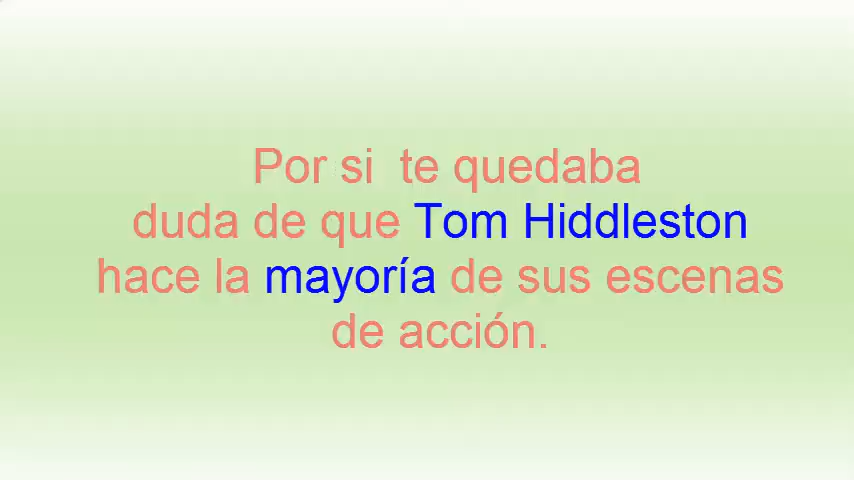 Por si  te quedaba
duda de que Tom Hiddleston
hace la mayoría de sus escenas
de acción.